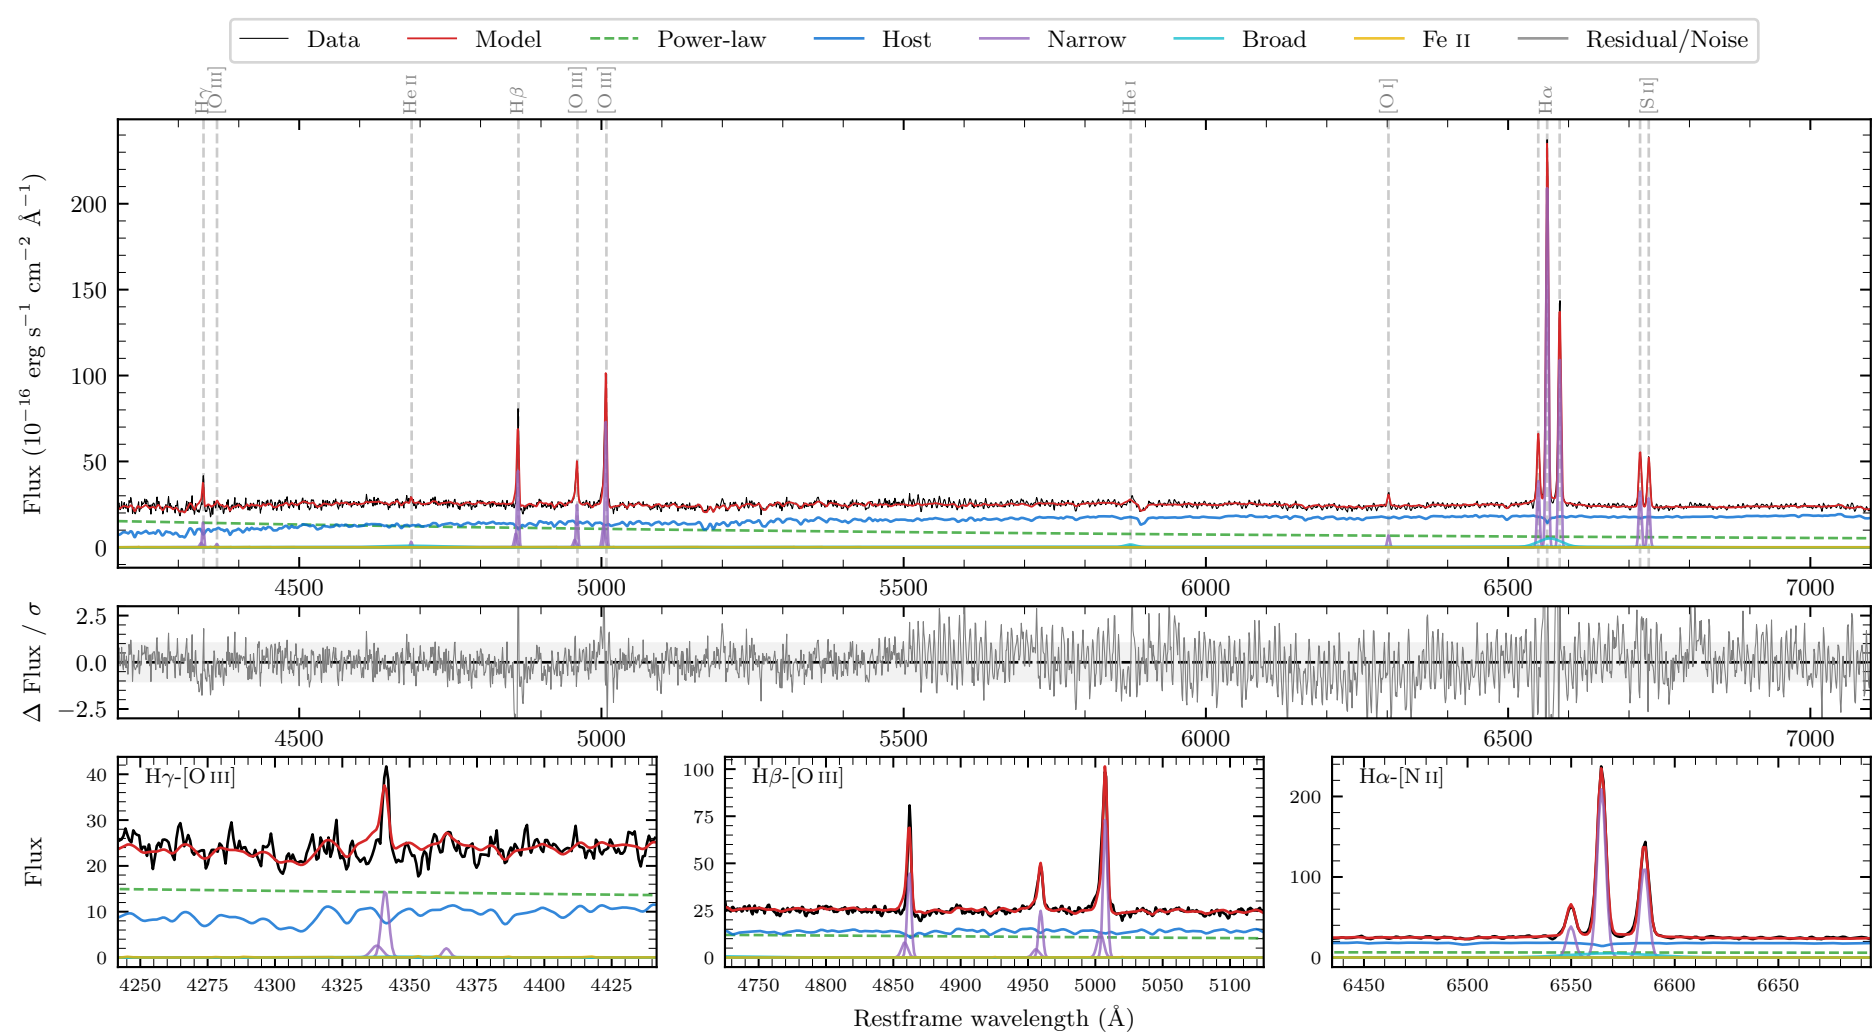 Data Model Power-law Host Narrow Broad Fe II Residual/Noise
Hγ [O III] He II Hβ [O III] [O III] He I [O I] Hα [S II]
Flux (10⁻¹⁶ erg s⁻¹ cm⁻² Å⁻¹)
200
150
100
50
0
4500 5000 5500 6000 6500 7000
Δ Flux / σ
2.5
0.0
−2.5
4500 5000 5500 6000 6500 7000
Flux
Hγ-[O III]
40
30
20
10
0
4250 4275 4300 4325 4350 4375 4400 4425
Hβ-[O III]
100
75
50
25
0
4750 4800 4850 4900 4950 5000 5050 5100
Hα-[N II]
200
100
0
6450 6500 6550 6600 6650
Restframe wavelength (Å)